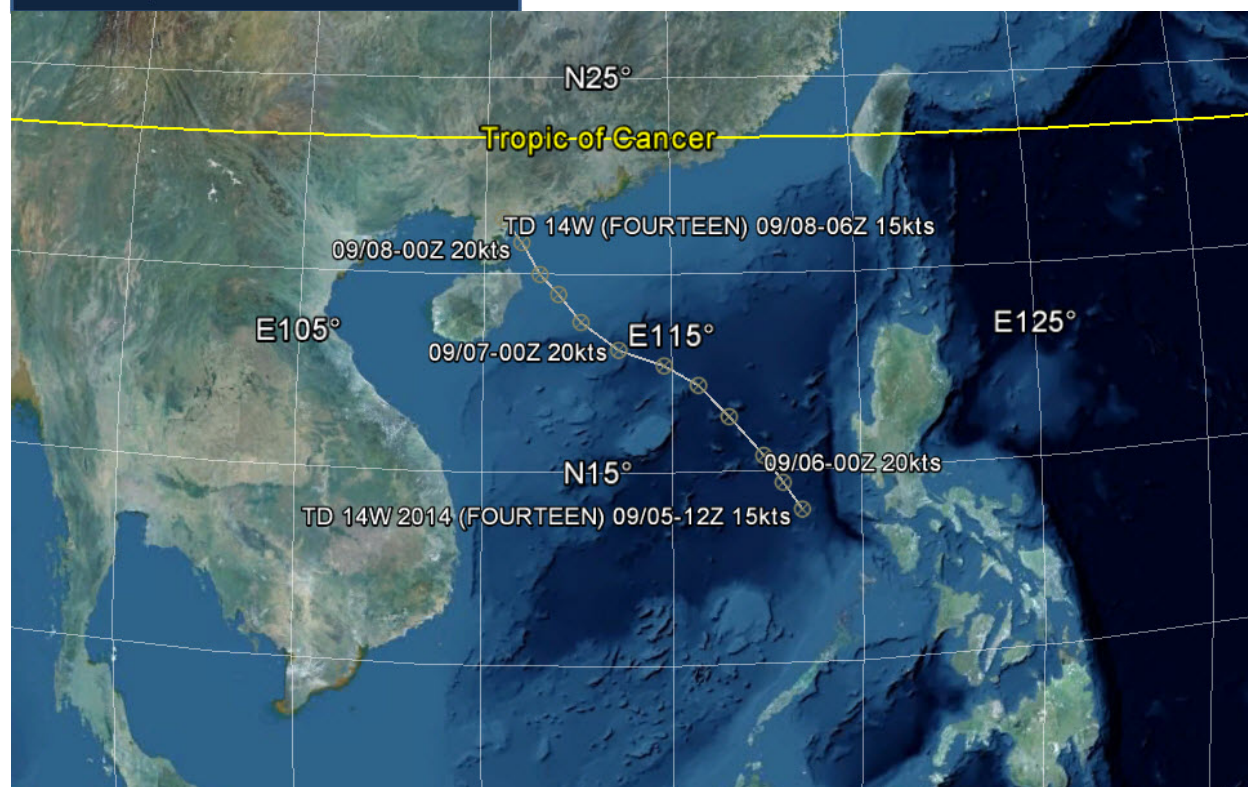 N25°
Tropic of Cancer
TD 14W (FOURTEEN) 09/08-06Z 15kts
09/08-00Z 20kts
E105°
E115°
E125°
09/07-00Z 20kts
N15°
09/06-00Z 20kts
TD 14W 2014 (FOURTEEN) 09/05-12Z 15kts